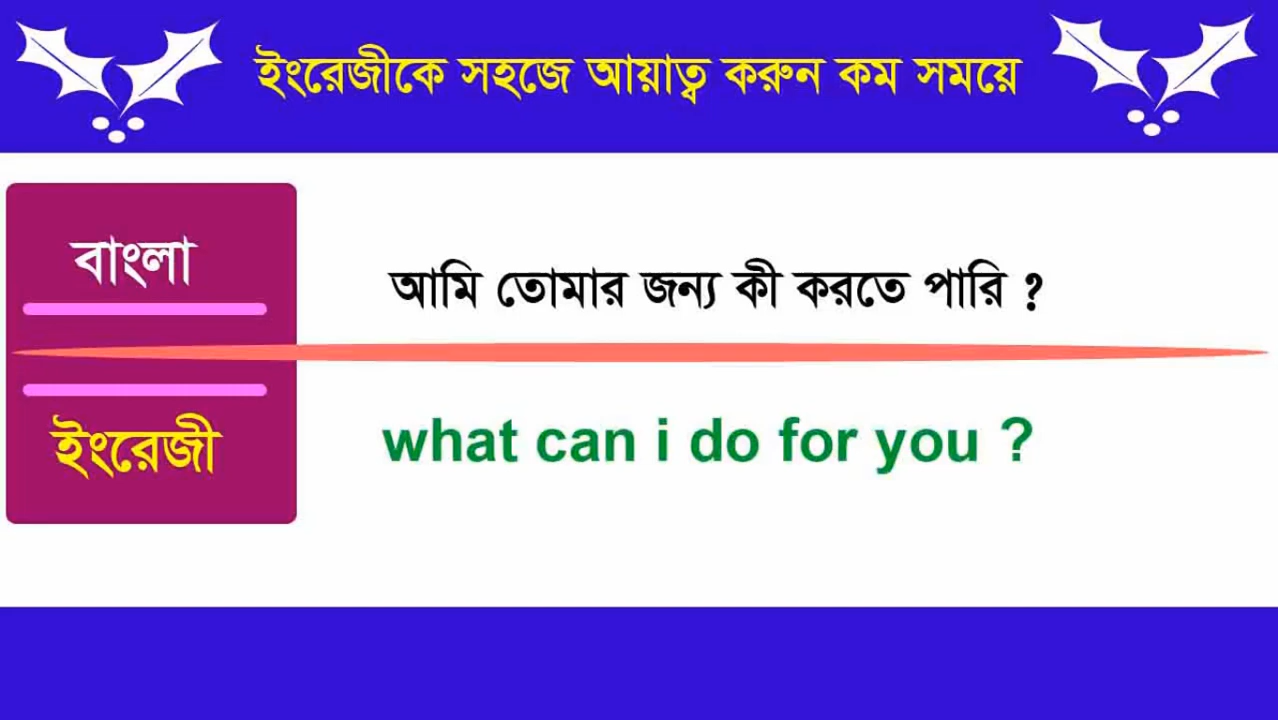 ইংরেজীকে সহজে আয়াত্ব করুন কম সময়ে
বাংলা
আমি তোমার জন্য কী করতে পারি ?
ইংরেজী
what can i do for you ?